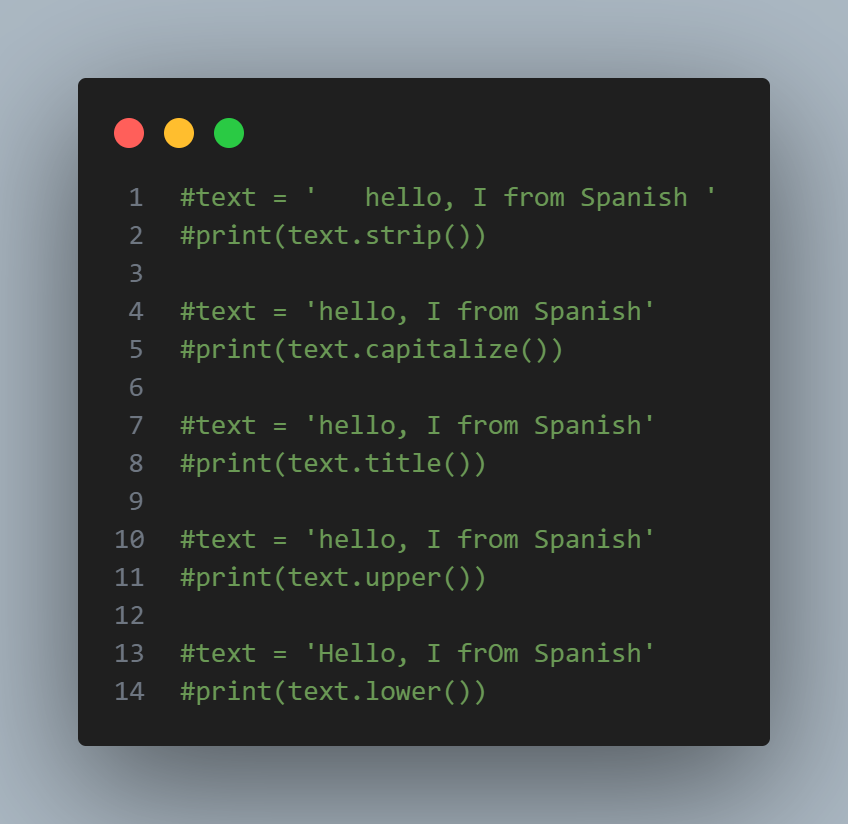 1 #text = '   hello, I from Spanish '
2 #print(text.strip())
3
4 #text = 'hello, I from Spanish'
5 #print(text.capitalize())
6
7 #text = 'hello, I from Spanish'
8 #print(text.title())
9
10 #text = 'hello, I from Spanish'
11 #print(text.upper())
12
13 #text = 'Hello, I frOm Spanish'
14 #print(text.lower())